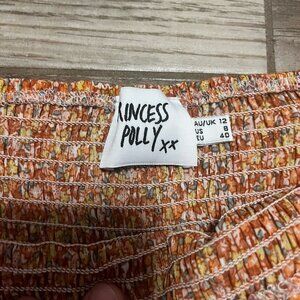 RINCESS
POLLY xx
AU/UK 12
US 8
EU 40